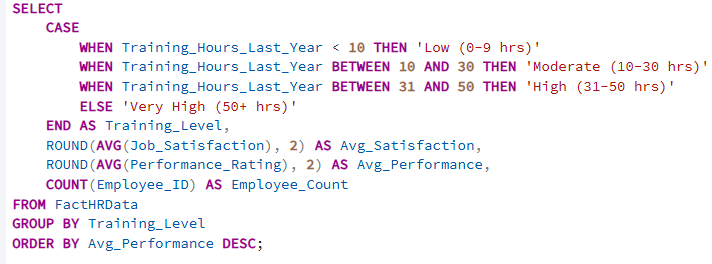 SELECT
    CASE
        WHEN Training_Hours_Last_Year < 10 THEN 'Low (0-9 hrs)'
        WHEN Training_Hours_Last_Year BETWEEN 10 AND 30 THEN 'Moderate (10-30 hrs)'
        WHEN Training_Hours_Last_Year BETWEEN 31 AND 50 THEN 'High (31-50 hrs)'
        ELSE 'Very High (50+ hrs)'
    END AS Training_Level,
    ROUND(AVG(Job_Satisfaction), 2) AS Avg_Satisfaction,
    ROUND(AVG(Performance_Rating), 2) AS Avg_Performance,
    COUNT(Employee_ID) AS Employee_Count
FROM FactHRData
GROUP BY Training_Level
ORDER BY Avg_Performance DESC;